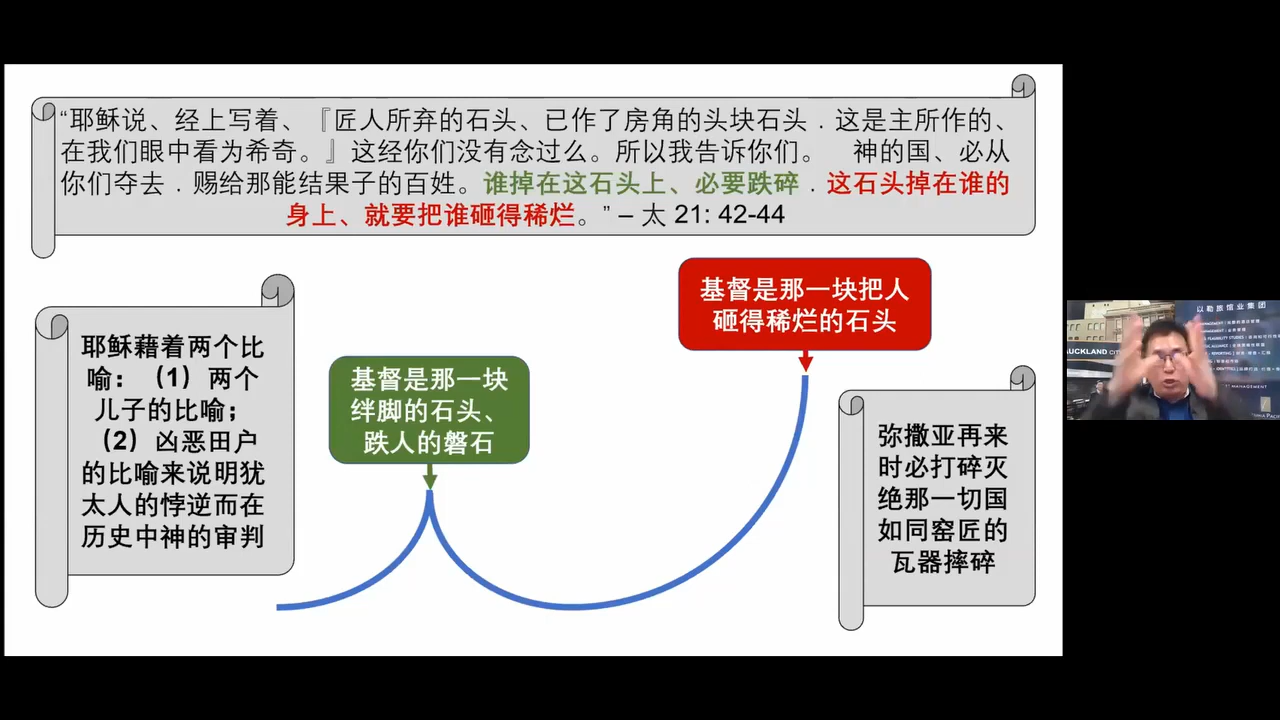 “耶稣说、经上写着、『匠人所弃的石头、已作了房角的头块石头．这是主所作的、
在我们眼中看为希奇。』这经你们没有念过么。所以我告诉你们。　神的国、必从
你们夺去．赐给那能结果子的百姓。谁掉在这石头上、必要跌碎．这石头掉在谁的
身上、就要把谁砸得稀烂。” – 太 21: 42-44
耶稣藉着两个比
喻：（1）两个
儿子的比喻；
（2）凶恶田户
的比喻来说明犹
太人的悖逆而在
历史中神的审判
基督是那一块
绊脚的石头、
跌人的磐石
基督是那一块把人
砸得稀烂的石头
弥撒亚再来
时必打碎灭
绝那一切国
如同窑匠的
瓦器摔碎
以勒旅馆业集团
AUCKLAND